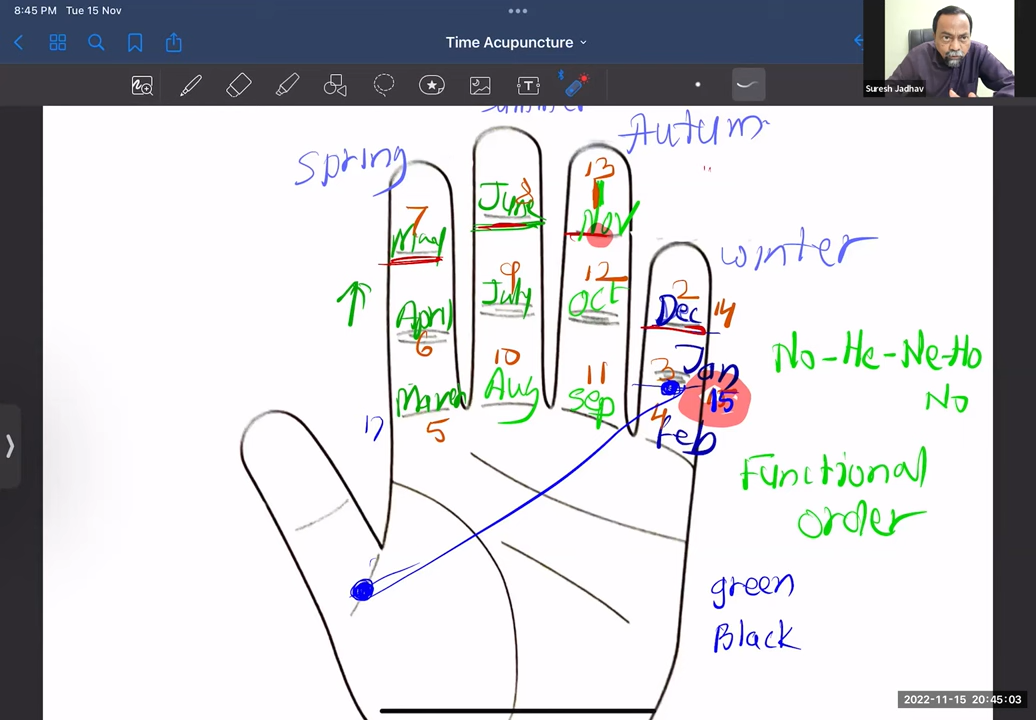 8:45 PM Tue 15 Nov
Time Acupuncture
Suresh Jadhav
Summer
Autum
Spring
winter
7
May
June
8
13
Nov
2
Dec
14
April
6
9
July
12
Oct
3
Jan
15
March
5
17
10
Aug
11
Sep
4
Feb
No-He-Ne-Ho
No
Functional
order
green
Black
2022-11-15 20:45:03